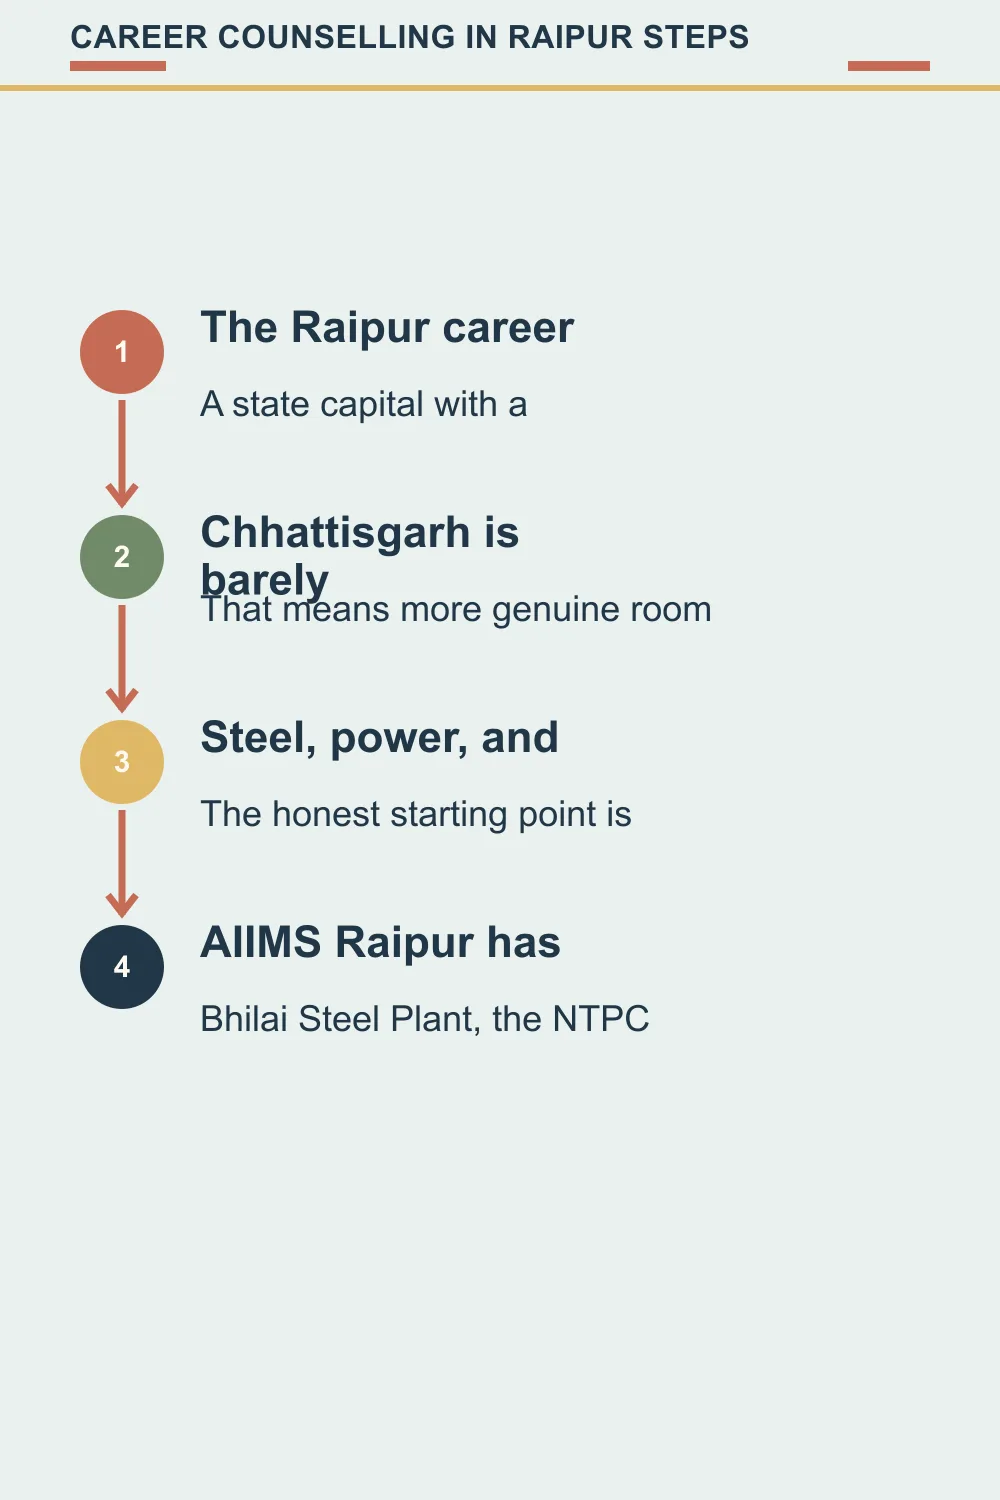 CAREER COUNSELLING IN RAIPUR STEPS
1
The Raipur career
A state capital with a
2
Chhattisgarh is
barely
That means more genuine room
3
Steel, power, and
The honest starting point is
4
AIIMS Raipur has
Bhilai Steel Plant, the NTPC